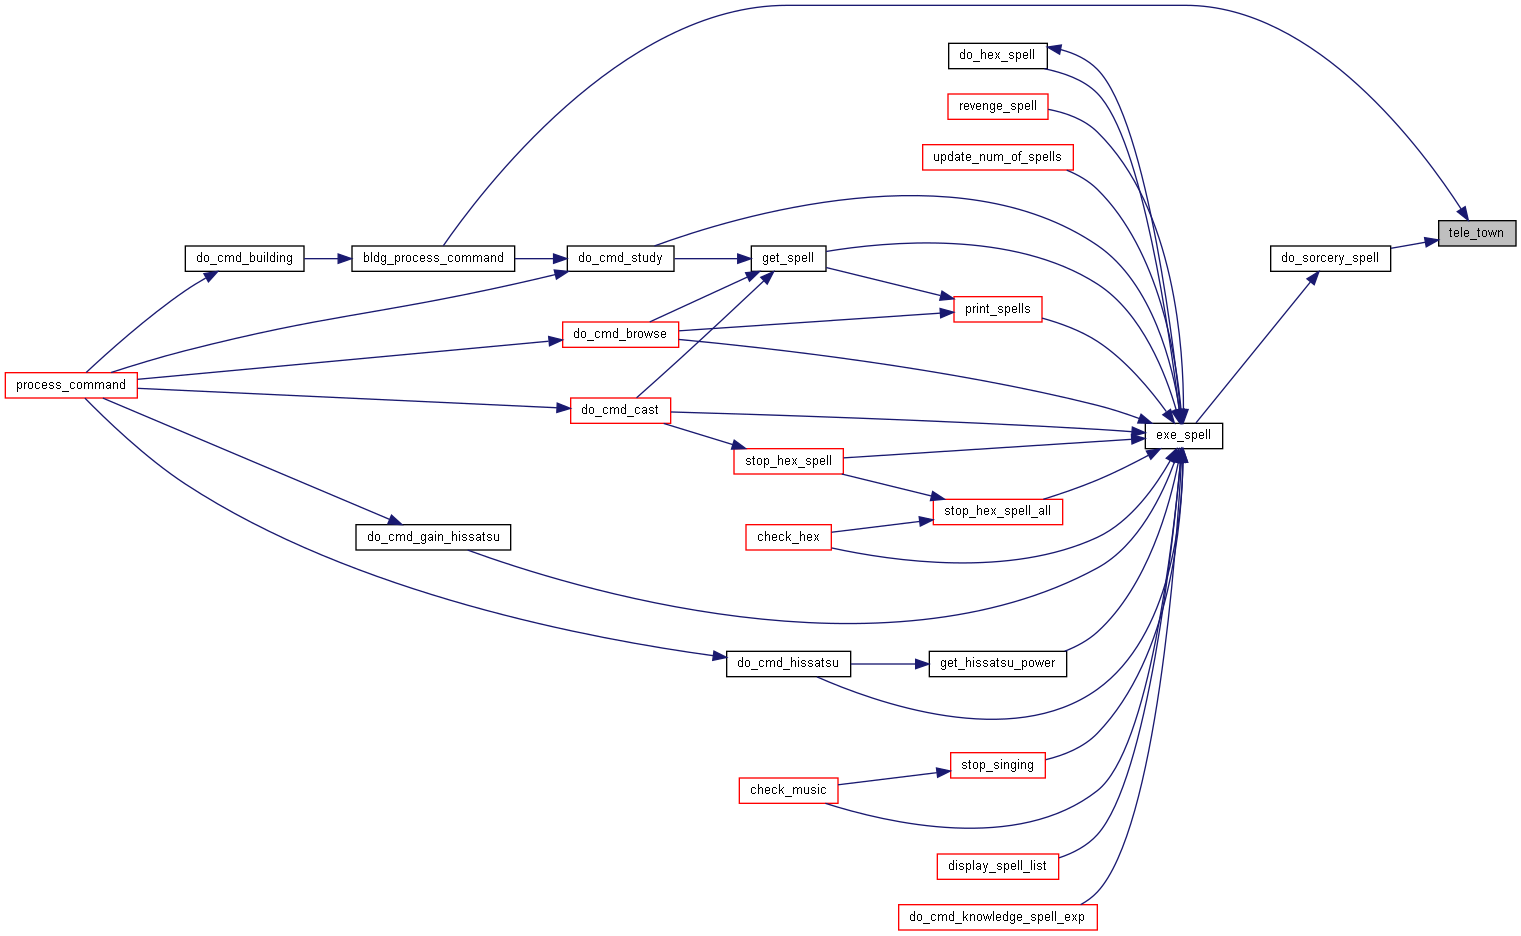 do_hex_spell
revenge_spell
update_num_of_spells
tele_town
do_cmd_building
bldg_process_command
do_cmd_study
get_spell
do_sorcery_spell
print_spells
do_cmd_browse
process_command
do_cmd_cast
exe_spell
stop_hex_spell
stop_hex_spell_all
do_cmd_gain_hissatsu
check_hex
do_cmd_hissatsu
get_hissatsu_power
stop_singing
check_music
display_spell_list
do_cmd_knowledge_spell_exp